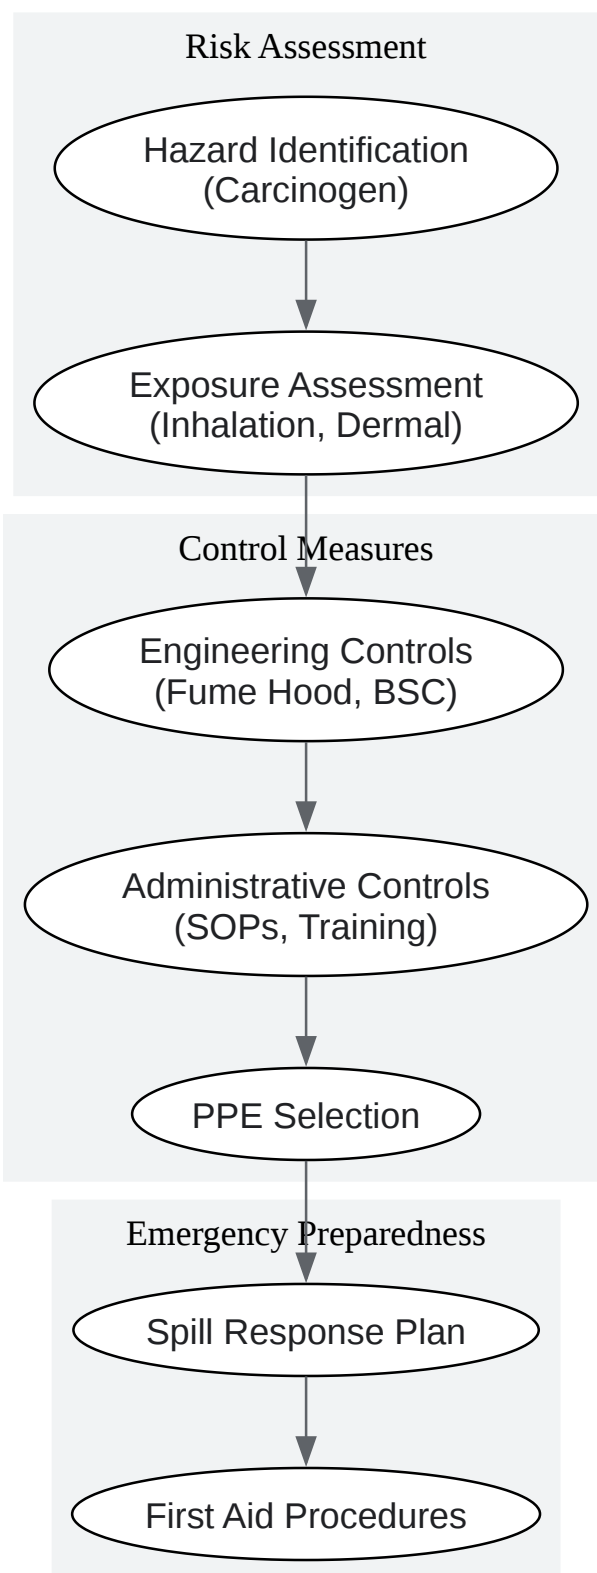 Risk Assessment
Hazard Identification
(Carcinogen)
Exposure Assessment
(Inhalation, Dermal)
Control Measures
Engineering Controls
(Fume Hood, BSC)
Administrative Controls
(SOPs, Training)
PPE Selection
Emergency Preparedness
Spill Response Plan
First Aid Procedures